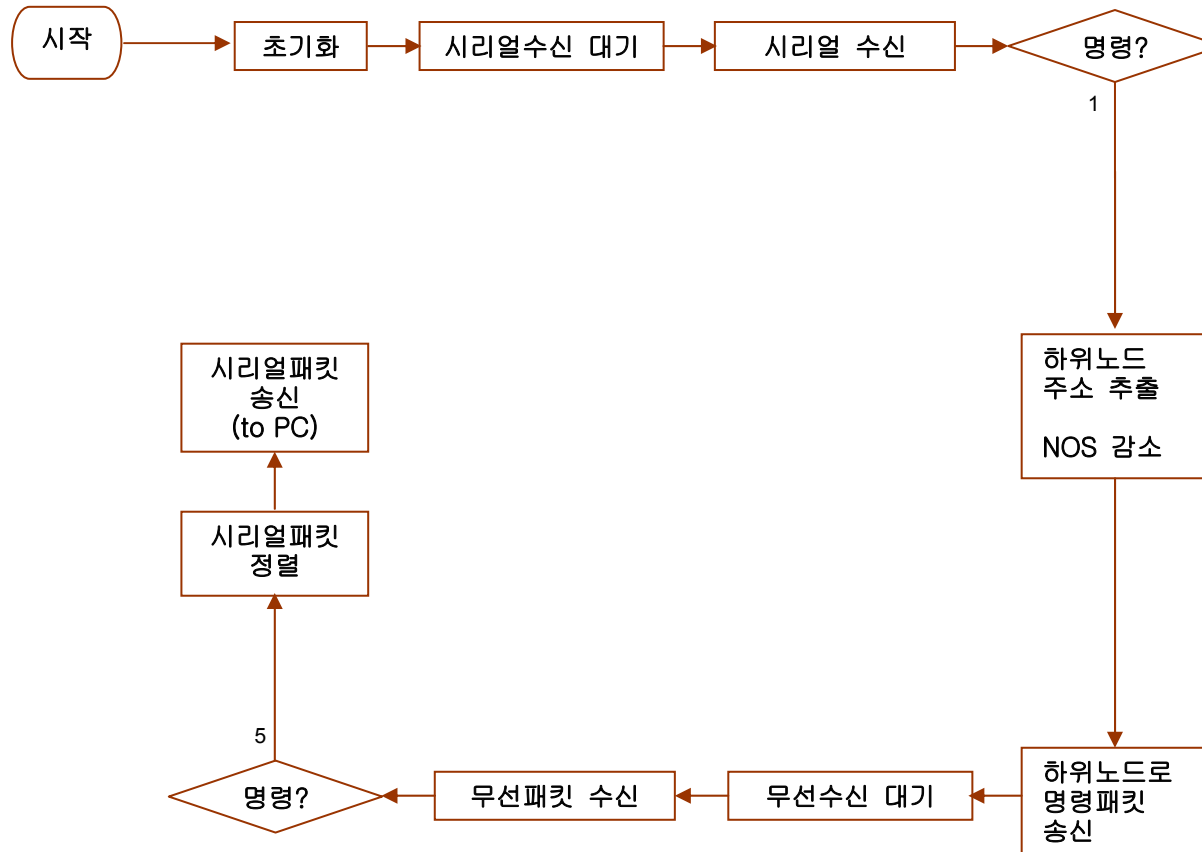 시작
초기화
시리얼수신 대기
시리얼 수신
명령?
1
하위노드
주소 추출
NOS 감소
하위노드로
명령패킷
송신
무선수신 대기
무선패킷 수신
명령?
5
시리얼패킷
정렬
시리얼패킷
송신
(to PC)